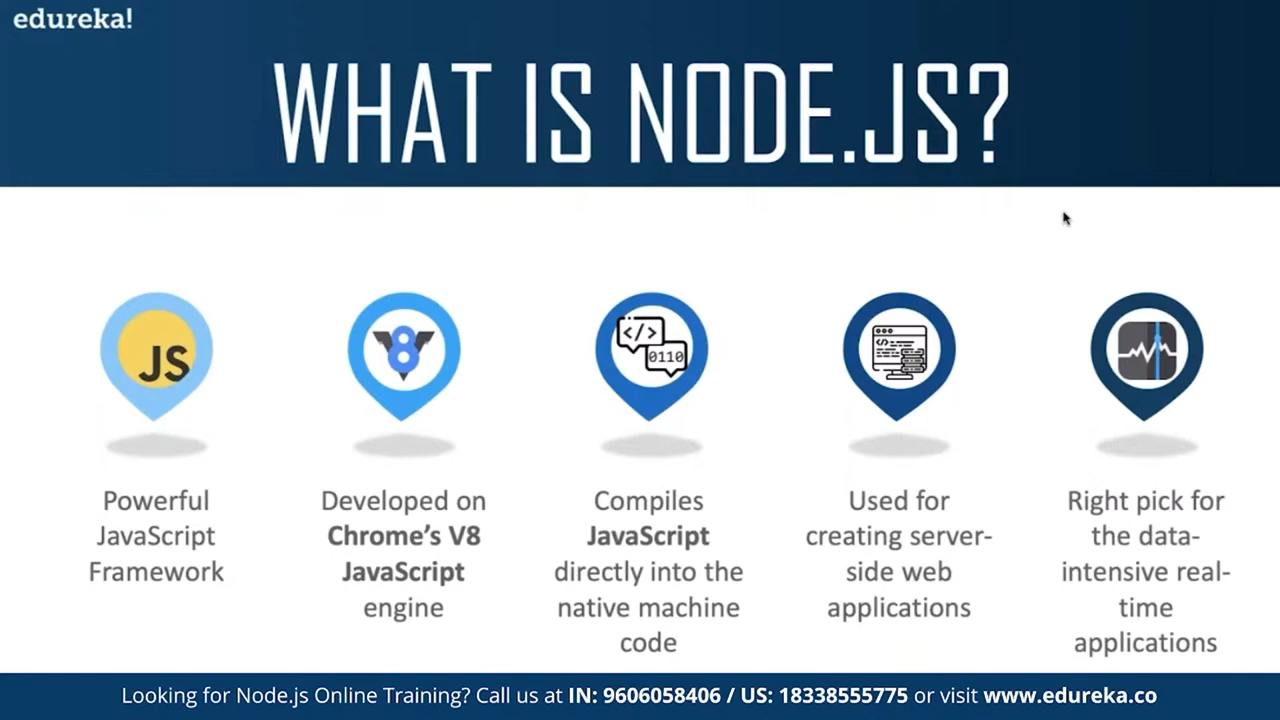 edureka!
WHAT IS NODE.JS?
JS
8
</>
0110
</>
Powerful
JavaScript
Framework
Developed on
Chrome's V8
JavaScript
engine
Compiles
JavaScript
directly into the
native machine
code
Used for
creating server-
side web
applications
Right pick for
the data-
intensive real-
time
applications
Looking for Node.js Online Training? Call us at IN: 9606058406 / US: 18338555775 or visit www.edureka.co